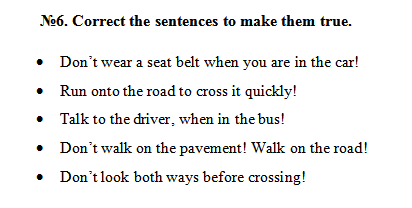 №6. Correct the sentences to make them true.
• Don’t wear a seat belt when you are in the car!
• Run onto the road to cross it quickly!
• Talk to the driver, when in the bus!
• Don’t walk on the pavement! Walk on the road!
• Don’t look both ways before crossing!